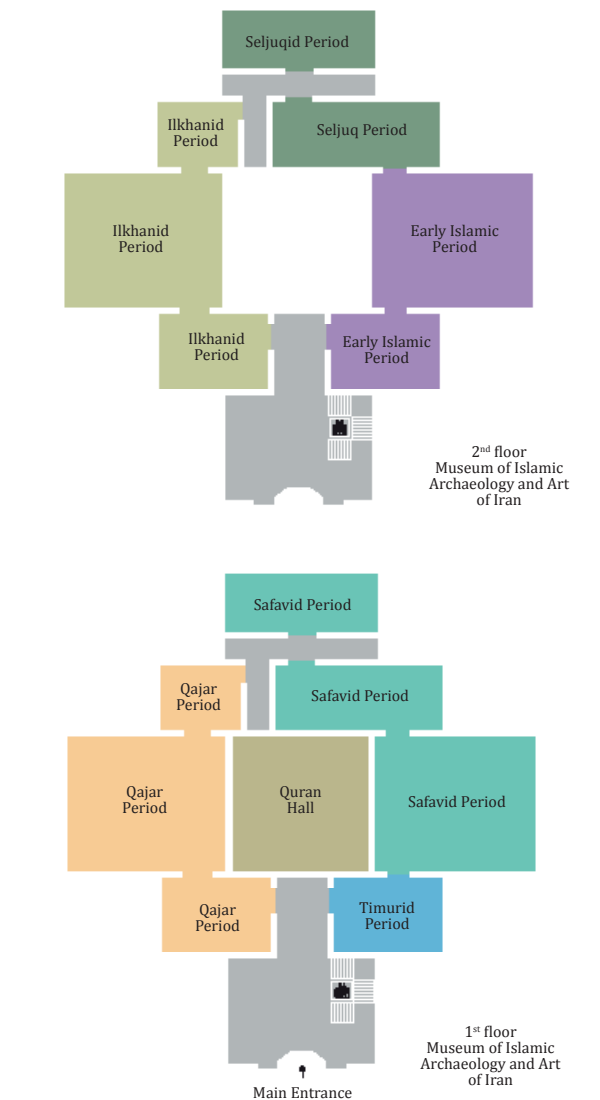 Seljuqid Period
Ilkhanid
Period
Seljuq Period
Ilkhanid
Period
Early Islamic
Period
Ilkhanid
Period
Early Islamic
Period
2nd floor
Museum of Islamic
Archaeology and Art
of Iran
Safavid Period
Qajar
Period
Safavid Period
Qajar
Period
Quran
Hall
Safavid Period
Qajar
Period
Timurid
Period
1st floor
Museum of Islamic
Archaeology and Art
of Iran
Main Entrance